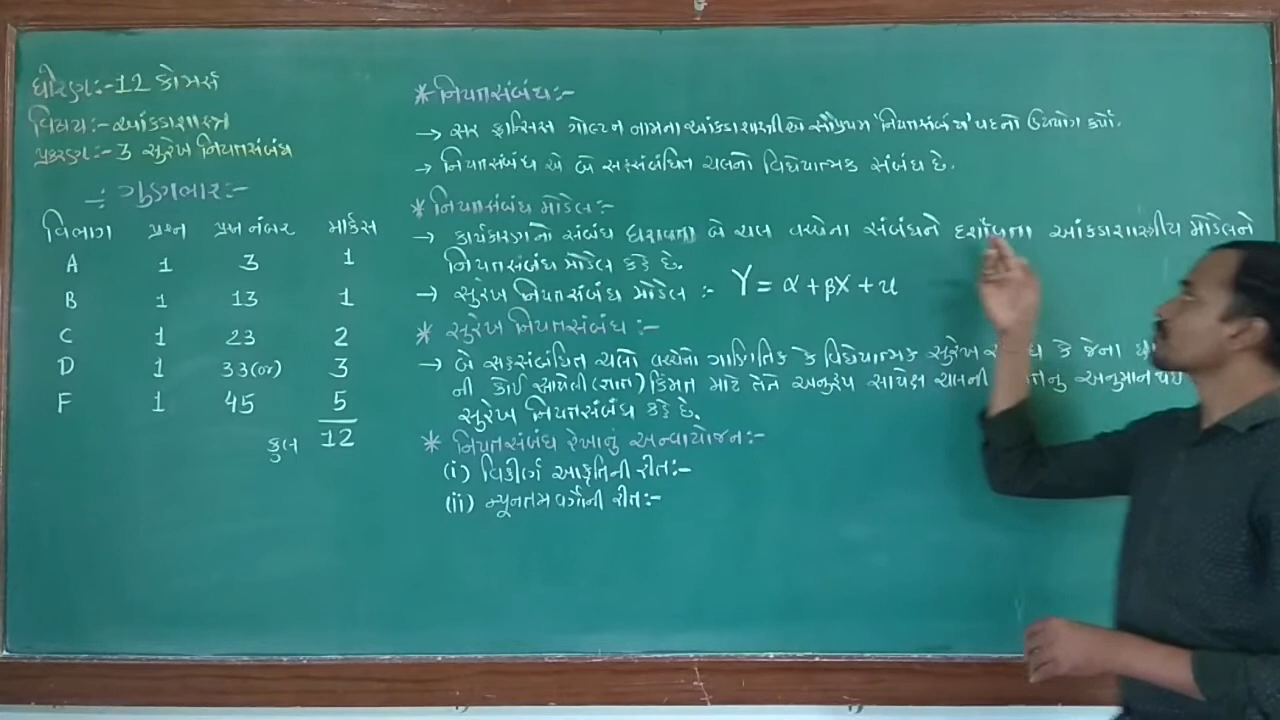 ધોરણ:-12 કોમર્સ
વિષય:- આંકડાશાસ્ત્ર
પ્રકરણ:- 3 સુરેખ નિયતસંબંધ
÷ ગુણભાર:-
વિભાગ પ્રશ્ન પ્રશ્ન નંબર માર્કસ
A 1 3 1
B 1 13 1
C 1 23 2
D 1 33(or) 3
F 1 45 5
કુલ 12
* નિયતસંબંધ:-
→ સર ફ્રાન્સિસ ગોલ્ટન નામના આંકડાશાસ્ત્રીએ સૌપ્રથમ 'નિયતસંબંધ' પદનો ઉપયોગ કર્યો.
→ નિયતસંબંધ એ બે સહસંબંધિત ચલનો વિધેયાત્મક સંબંધ છે.
* નિયતસંબંધ મોડેલ:-
→ કાર્યકારણનો સંબંધ ધરાવતા બે ચલ વચ્ચેના સંબંધને દર્શાવતા આંકડાશાસ્ત્રીય મોડેલને
નિયતસંબંધ મોડેલ કહે છે.
→ સુરેખ નિયતસંબંધ મોડેલ :- Y = α + βX + u
* સુરેખ નિયતસંબંધ:-
→ બે સહસંબંધિત ચલો વચ્ચેનો ગાણિતિક કે વિધેયાત્મક સુરેખ કે જેના
ની કોઈ આપેલી (જ્ઞાત) કિંમત માટે તેને અનુરૂપ સાપેક્ષ ચલની અનુમાન
સુરેખ નિયતસંબંધ કહે છે.
* નિયતસંબંધ રેખાનું અન્વાયોજન:-
(i) વિકીર્ણ આકૃતિની રીત:-
(ii) ન્યૂનતમ વર્ગોની રીત:-